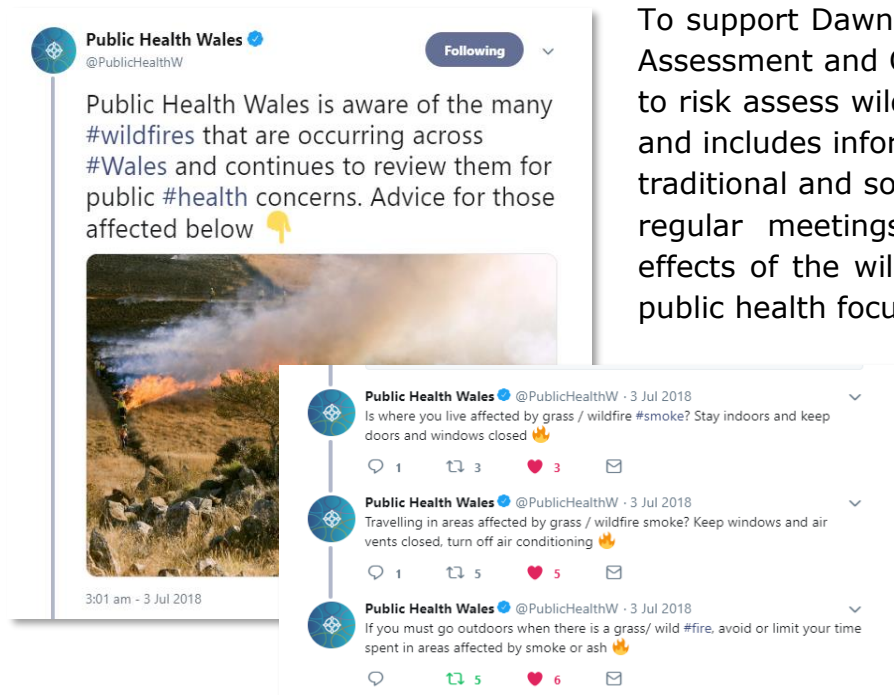 Public Health Wales
@PublicHealthW
Following
Public Health Wales is aware of the many
#wildfires that are occurring across
#Wales and continues to review them for
public #health concerns. Advice for those
affected below 👇
3:01 am - 3 Jul 2018
To support Dawn
Assessment and
to risk assess
and includes
traditional and
regular meetings
effects of the
public health
Public Health Wales @PublicHealthW · 3 Jul 2018
Is where you live affected by grass / wildfire #smoke? Stay indoors and keep
doors and windows closed 🔥
1 3 3
Public Health Wales @PublicHealthW · 3 Jul 2018
Travelling in areas affected by grass / wildfire smoke? Keep windows and air
vents closed, turn off air conditioning 🔥
1 5 5
Public Health Wales @PublicHealthW · 3 Jul 2018
If you must go outdoors when there is a grass/ wild #fire, avoid or limit your time
spent in areas affected by smoke or ash 🔥
5 6